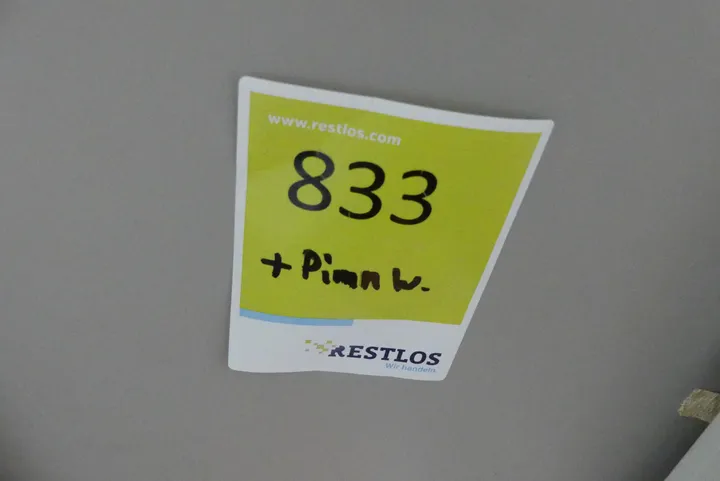 www.restlos.com
833
+ Pimn W.
RESTLOS
Wir handeln.